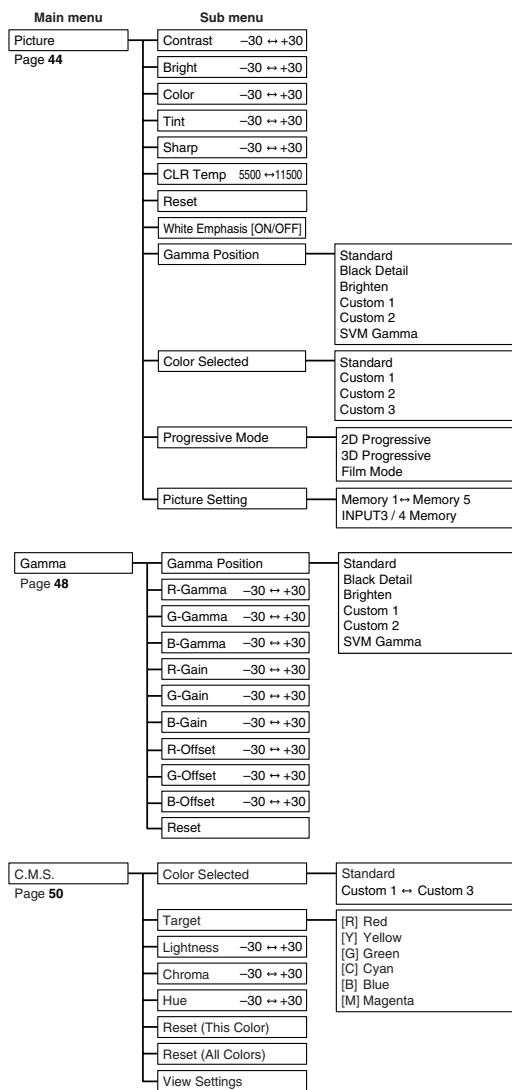 Main menu Sub menu
Picture
Page 44
Contrast –30 ↔ +30
Bright –30 ↔ +30
Color –30 ↔ +30
Tint –30 ↔ +30
Sharp –30 ↔ +30
CLR Temp 5500 ↔ 11500
Reset
White Emphasis [ON/OFF]
Gamma Position
Standard
Black Detail
Brighten
Custom 1
Custom 2
SVM Gamma
Color Selected
Standard
Custom 1
Custom 2
Custom 3
Progressive Mode
2D Progressive
3D Progressive
Film Mode
Picture Setting
Memory 1 ↔ Memory 5
INPUT3 / 4 Memory
Gamma
Page 48
Gamma Position
Standard
Black Detail
Brighten
Custom 1
Custom 2
SVM Gamma
R-Gamma –30 ↔ +30
G-Gamma –30 ↔ +30
B-Gamma –30 ↔ +30
R-Gain –30 ↔ +30
G-Gain –30 ↔ +30
B-Gain –30 ↔ +30
R-Offset –30 ↔ +30
G-Offset –30 ↔ +30
B-Offset –30 ↔ +30
Reset
C.M.S.
Page 50
Color Selected
Standard
Custom 1 ↔ Custom 3
Target
[R] Red
[Y] Yellow
[G] Green
[C] Cyan
[B] Blue
[M] Magenta
Lightness –30 ↔ +30
Chroma –30 ↔ +30
Hue –30 ↔ +30
Reset (This Color)
Reset (All Colors)
View Settings